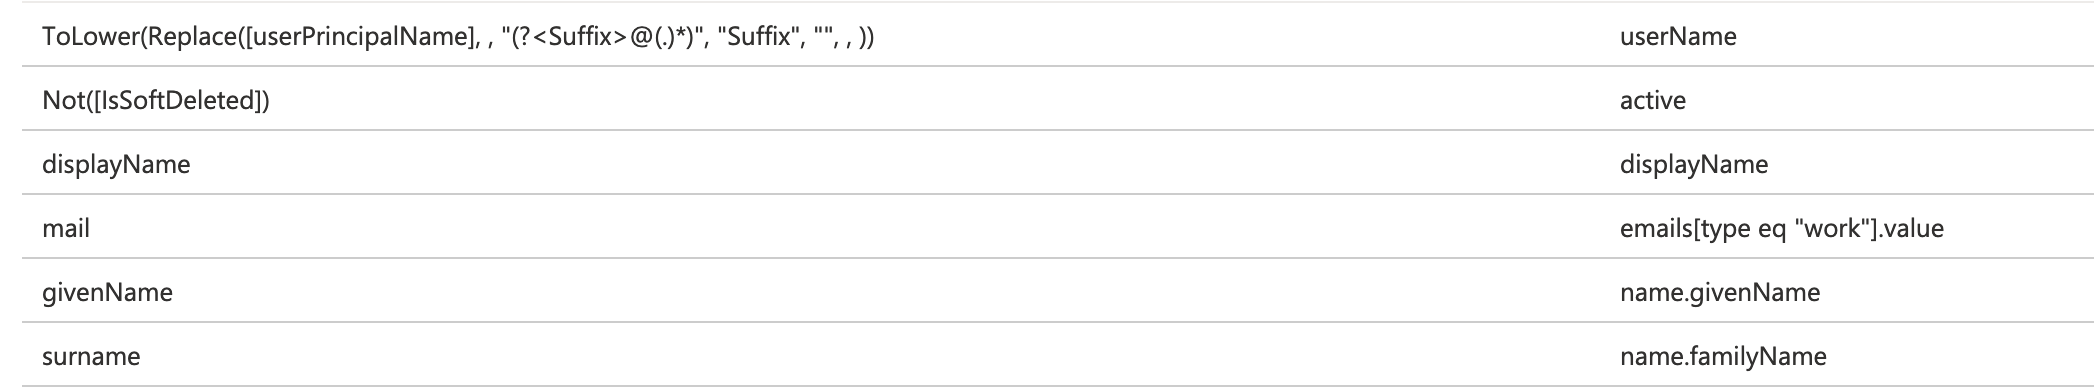 ToLower(Replace([userPrincipalName], , "(?<Suffix>@(.)*)", "Suffix", "", , )) userName
Not([IsSoftDeleted]) active
displayName displayName
mail emails[type eq "work"].value
givenName name.givenName
surname name.familyName